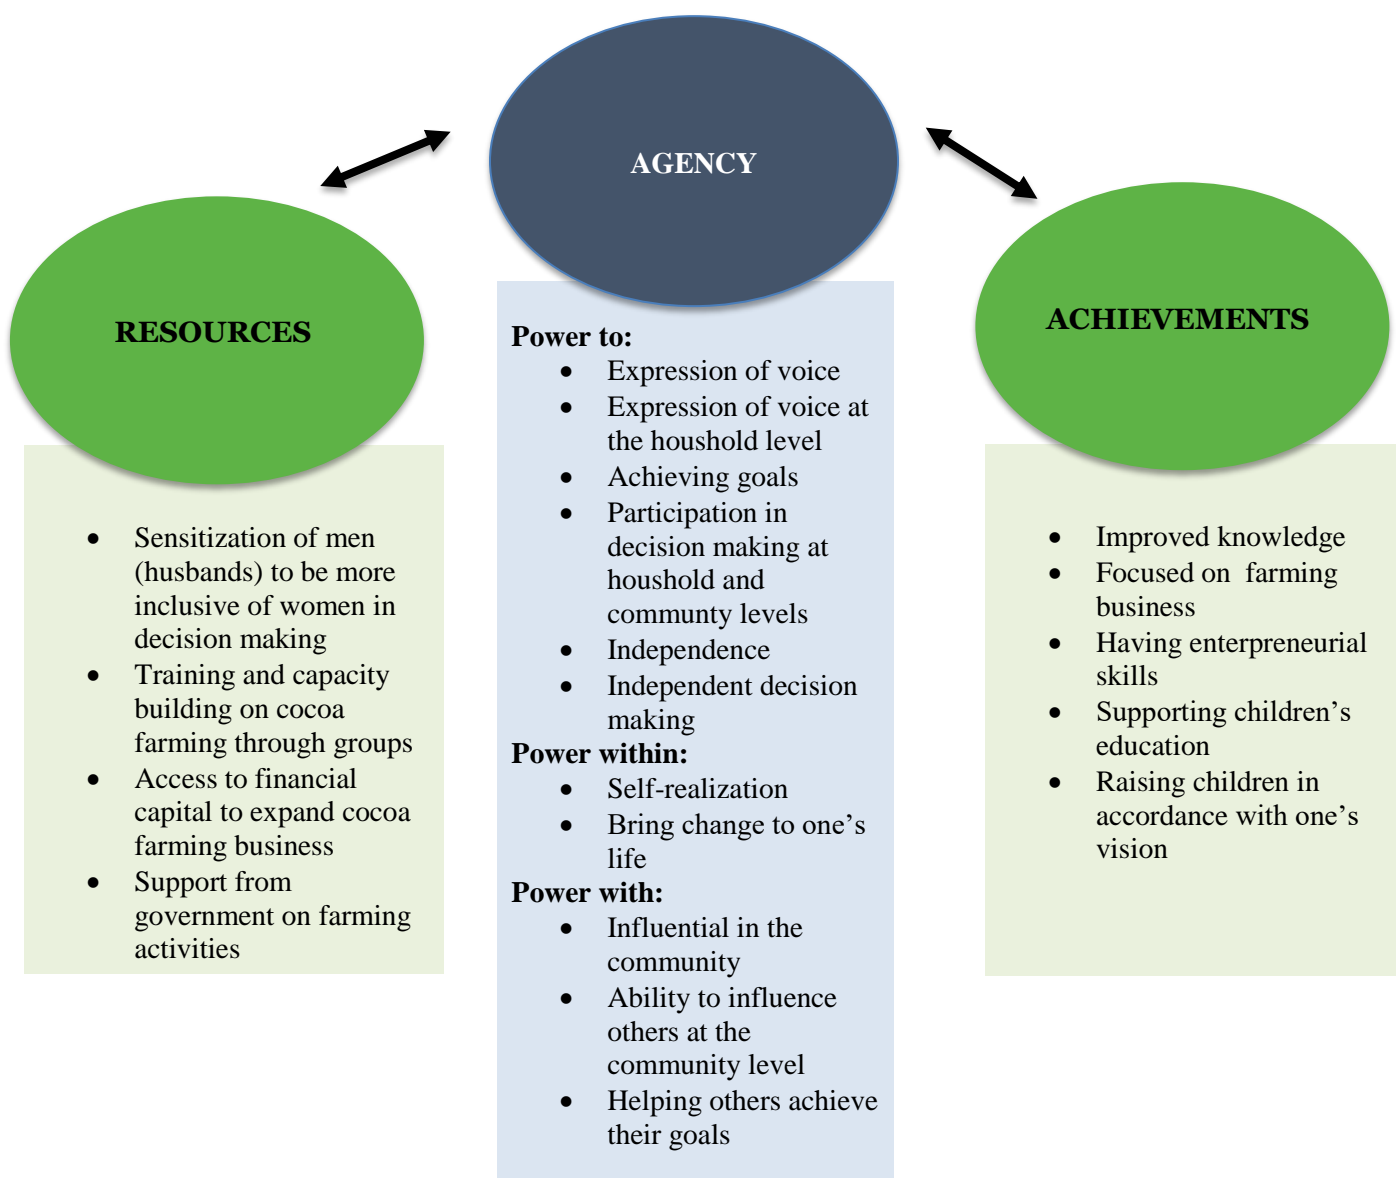 AGENCY
RESOURCES
ACHIEVEMENTS
• Sensitization of men
(husbands) to be more
inclusive of women in
decision making
• Training and capacity
building on cocoa
farming through groups
• Access to financial
capital to expand cocoa
farming business
• Support from
government on farming
activities
Power to:
• Expression of voice
• Expression of voice at
the houshold level
• Achieving goals
• Participation in
decision making at
houshold and
communty levels
• Independence
• Independent decision
making
Power within:
• Self-realization
• Bring change to one’s
life
Power with:
• Influential in the
community
• Ability to influence
others at the
community level
• Helping others achieve
their goals
• Improved knowledge
• Focused on farming
business
• Having enterpreneurial
skills
• Supporting children’s
education
• Raising children in
accordance with one’s
vision